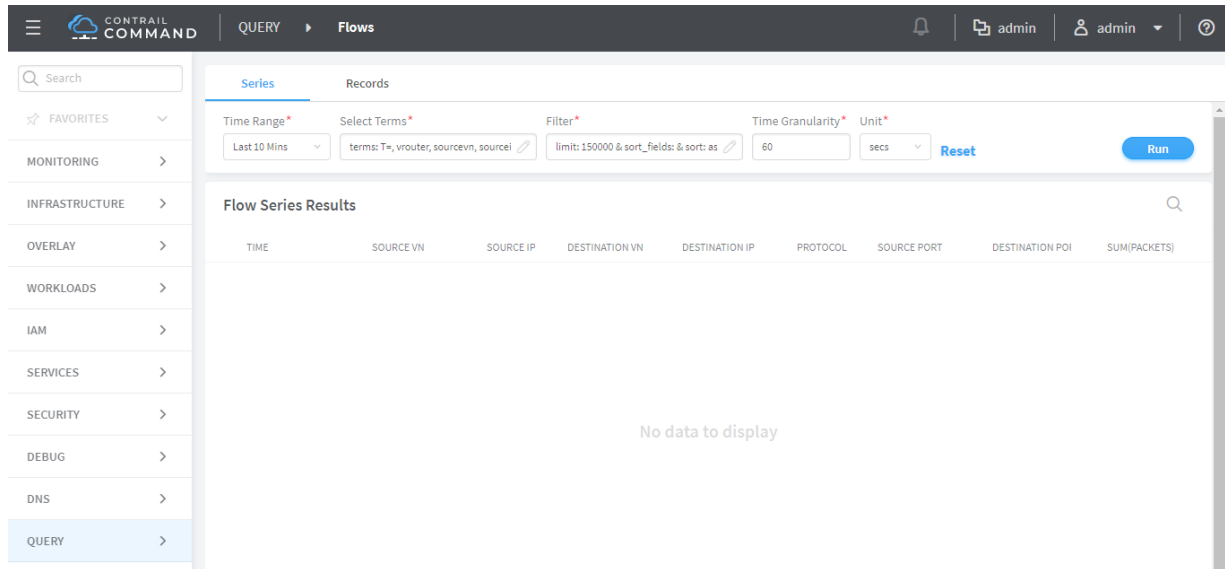 CONTRAIL
COMMAND
QUERY
Flows
admin
admin
Search
FAVORITES
MONITORING
INFRASTRUCTURE
OVERLAY
WORKLOADS
IAM
SERVICES
SECURITY
DEBUG
DNS
QUERY
Series Records
Time Range* Select Terms* Filter* Time Granularity* Unit*
Last 10 Mins terms: T=, vrouter, sourcevn, sourcei limit: 150000 & sort_fields: & sort: as 60 secs Reset Run
Flow Series Results
TIME SOURCE VN SOURCE IP DESTINATION VN DESTINATION IP PROTOCOL SOURCE PORT DESTINATION POI SUM(PACKETS)
No data to display